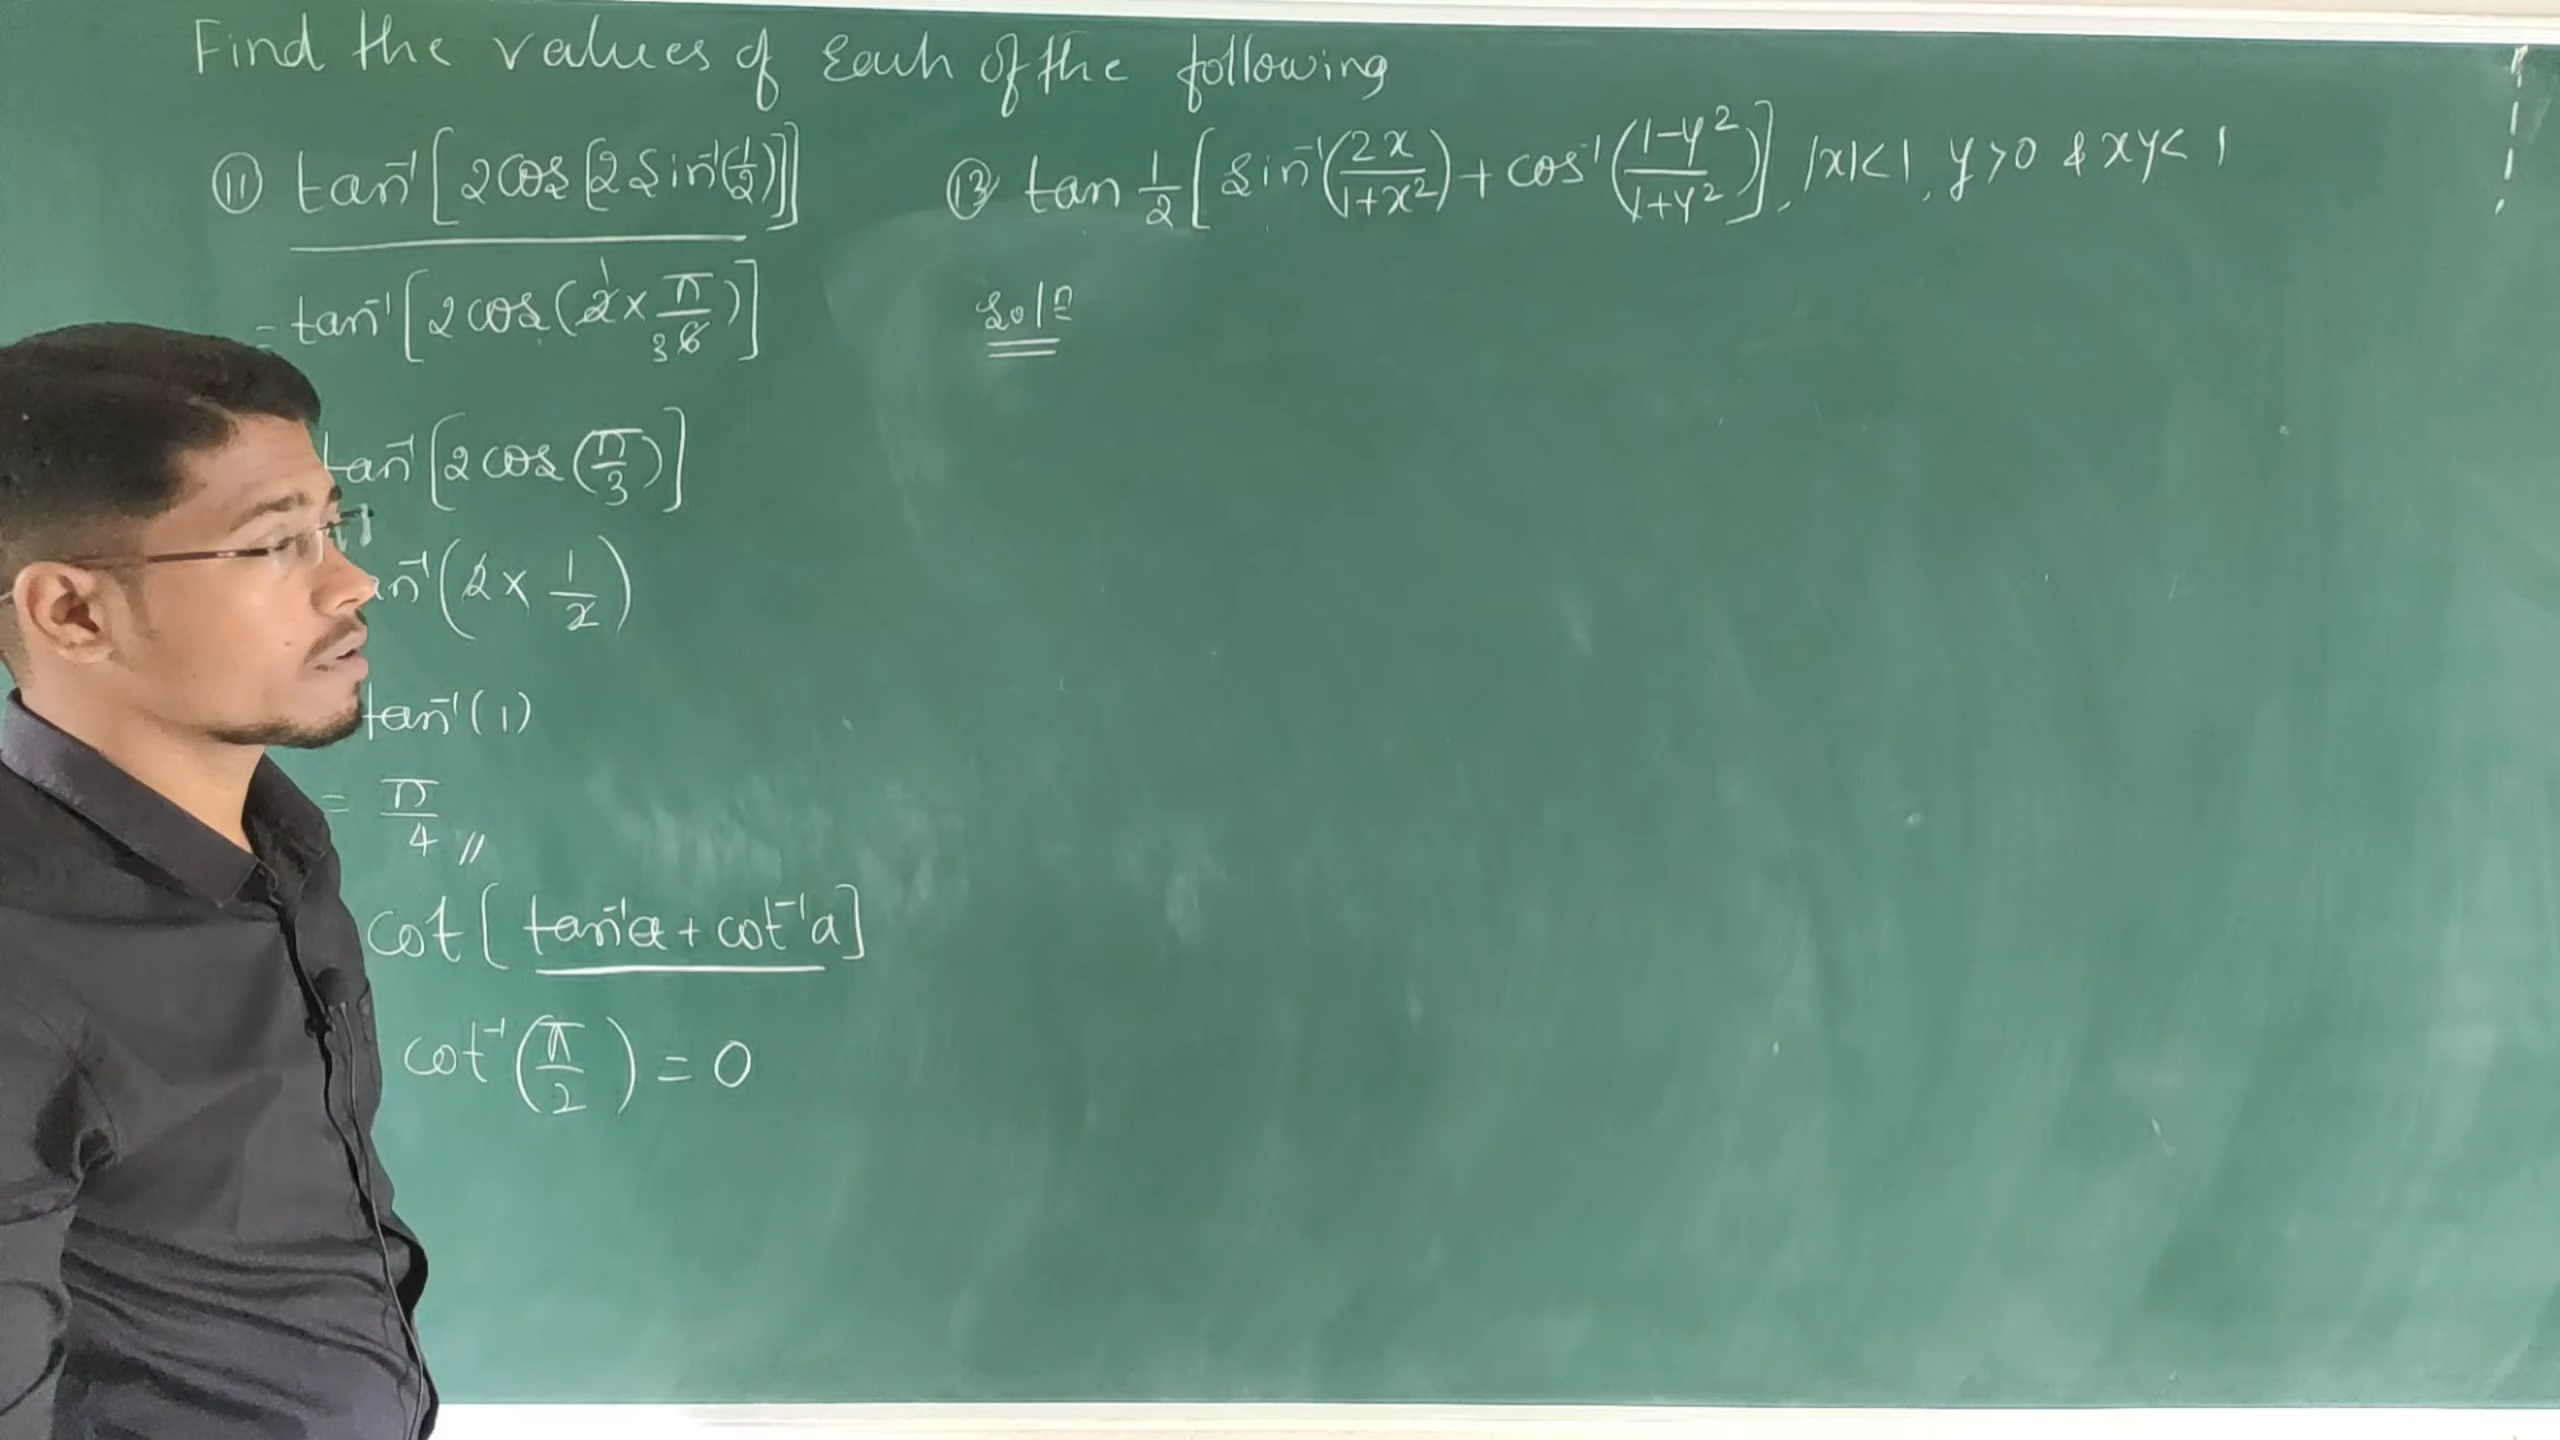 Find the values of Each of the following
⑪ tan⁻¹[2cos[2Sin⁻¹(1/2)]]
= tan⁻¹[2cos(2×π/6)] 1 3
tan⁻¹[2cos(π/3)]
an⁻¹(2×1/2)
tan⁻¹(1)
= π/4 //
cot[tan⁻¹a + cot⁻¹a]
cot⁻¹(π/2) = 0
⑬ tan 1/2[Sin⁻¹(2x/1+x²) + cos⁻¹(1-y²/1+y²)], |x|<1, y>0 & xy<1
Solⁿ